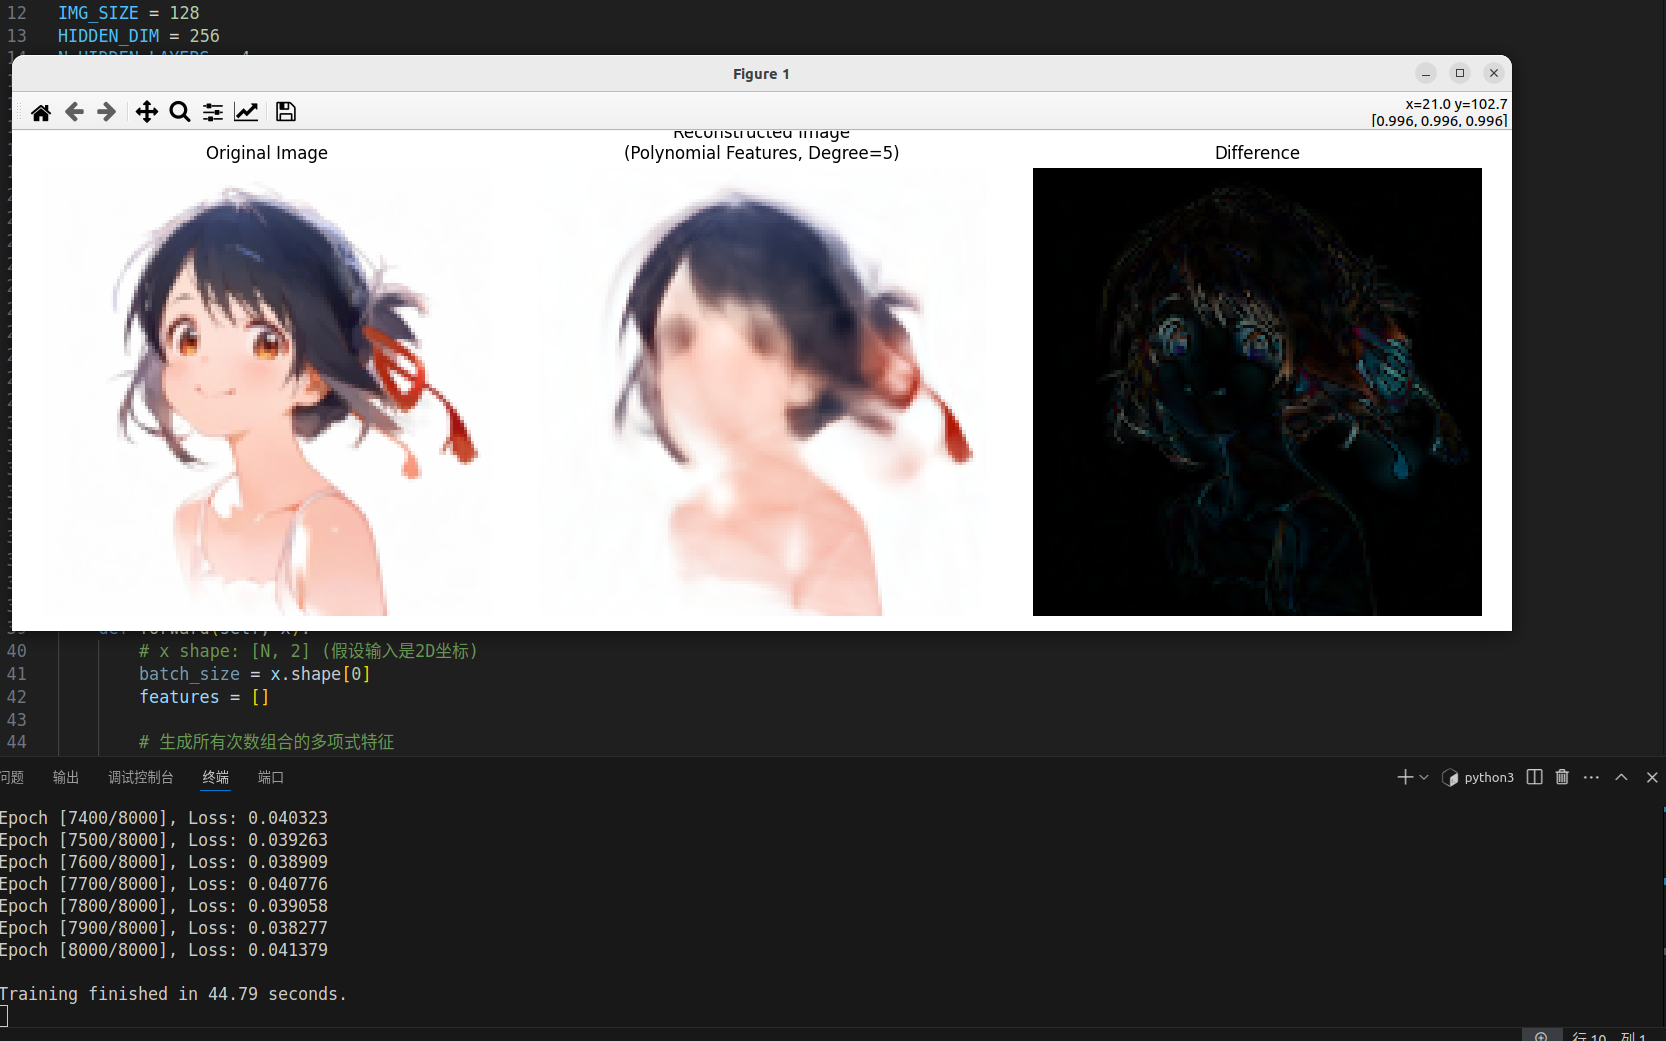 12 IMG_SIZE = 128
13 HIDDEN_DIM = 256
Figure 1
x=21.0 y=102.7
[0.996, 0.996, 0.996]
Original Image
Reconstructed Image
(Polynomial Features, Degree=5)
Difference
40 # x shape: [N, 2] (假设输入是2D坐标)
41 batch_size = x.shape[0]
42 features = []
43
44 # 生成所有次数组合的多项式特征
问题 输出 调试控制台 终端 端口
python3
Epoch [7400/8000], Loss: 0.040323
Epoch [7500/8000], Loss: 0.039263
Epoch [7600/8000], Loss: 0.038909
Epoch [7700/8000], Loss: 0.040776
Epoch [7800/8000], Loss: 0.039058
Epoch [7900/8000], Loss: 0.038277
Epoch [8000/8000], Loss: 0.041379
Training finished in 44.79 seconds.
行 10, 列 1